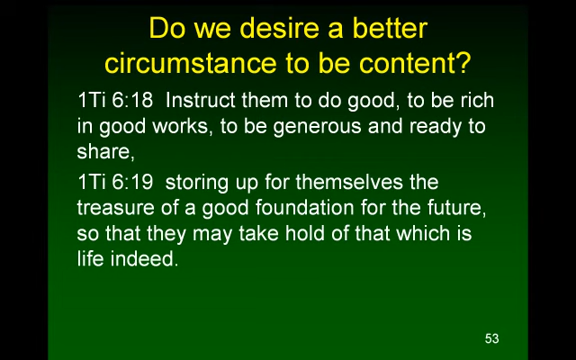 Do we desire a better
circumstance to be content?
1Ti 6:18 Instruct them to do good, to be rich
in good works, to be generous and ready to
share,
1Ti 6:19 storing up for themselves the
treasure of a good foundation for the future,
so that they may take hold of that which is
life indeed.
53